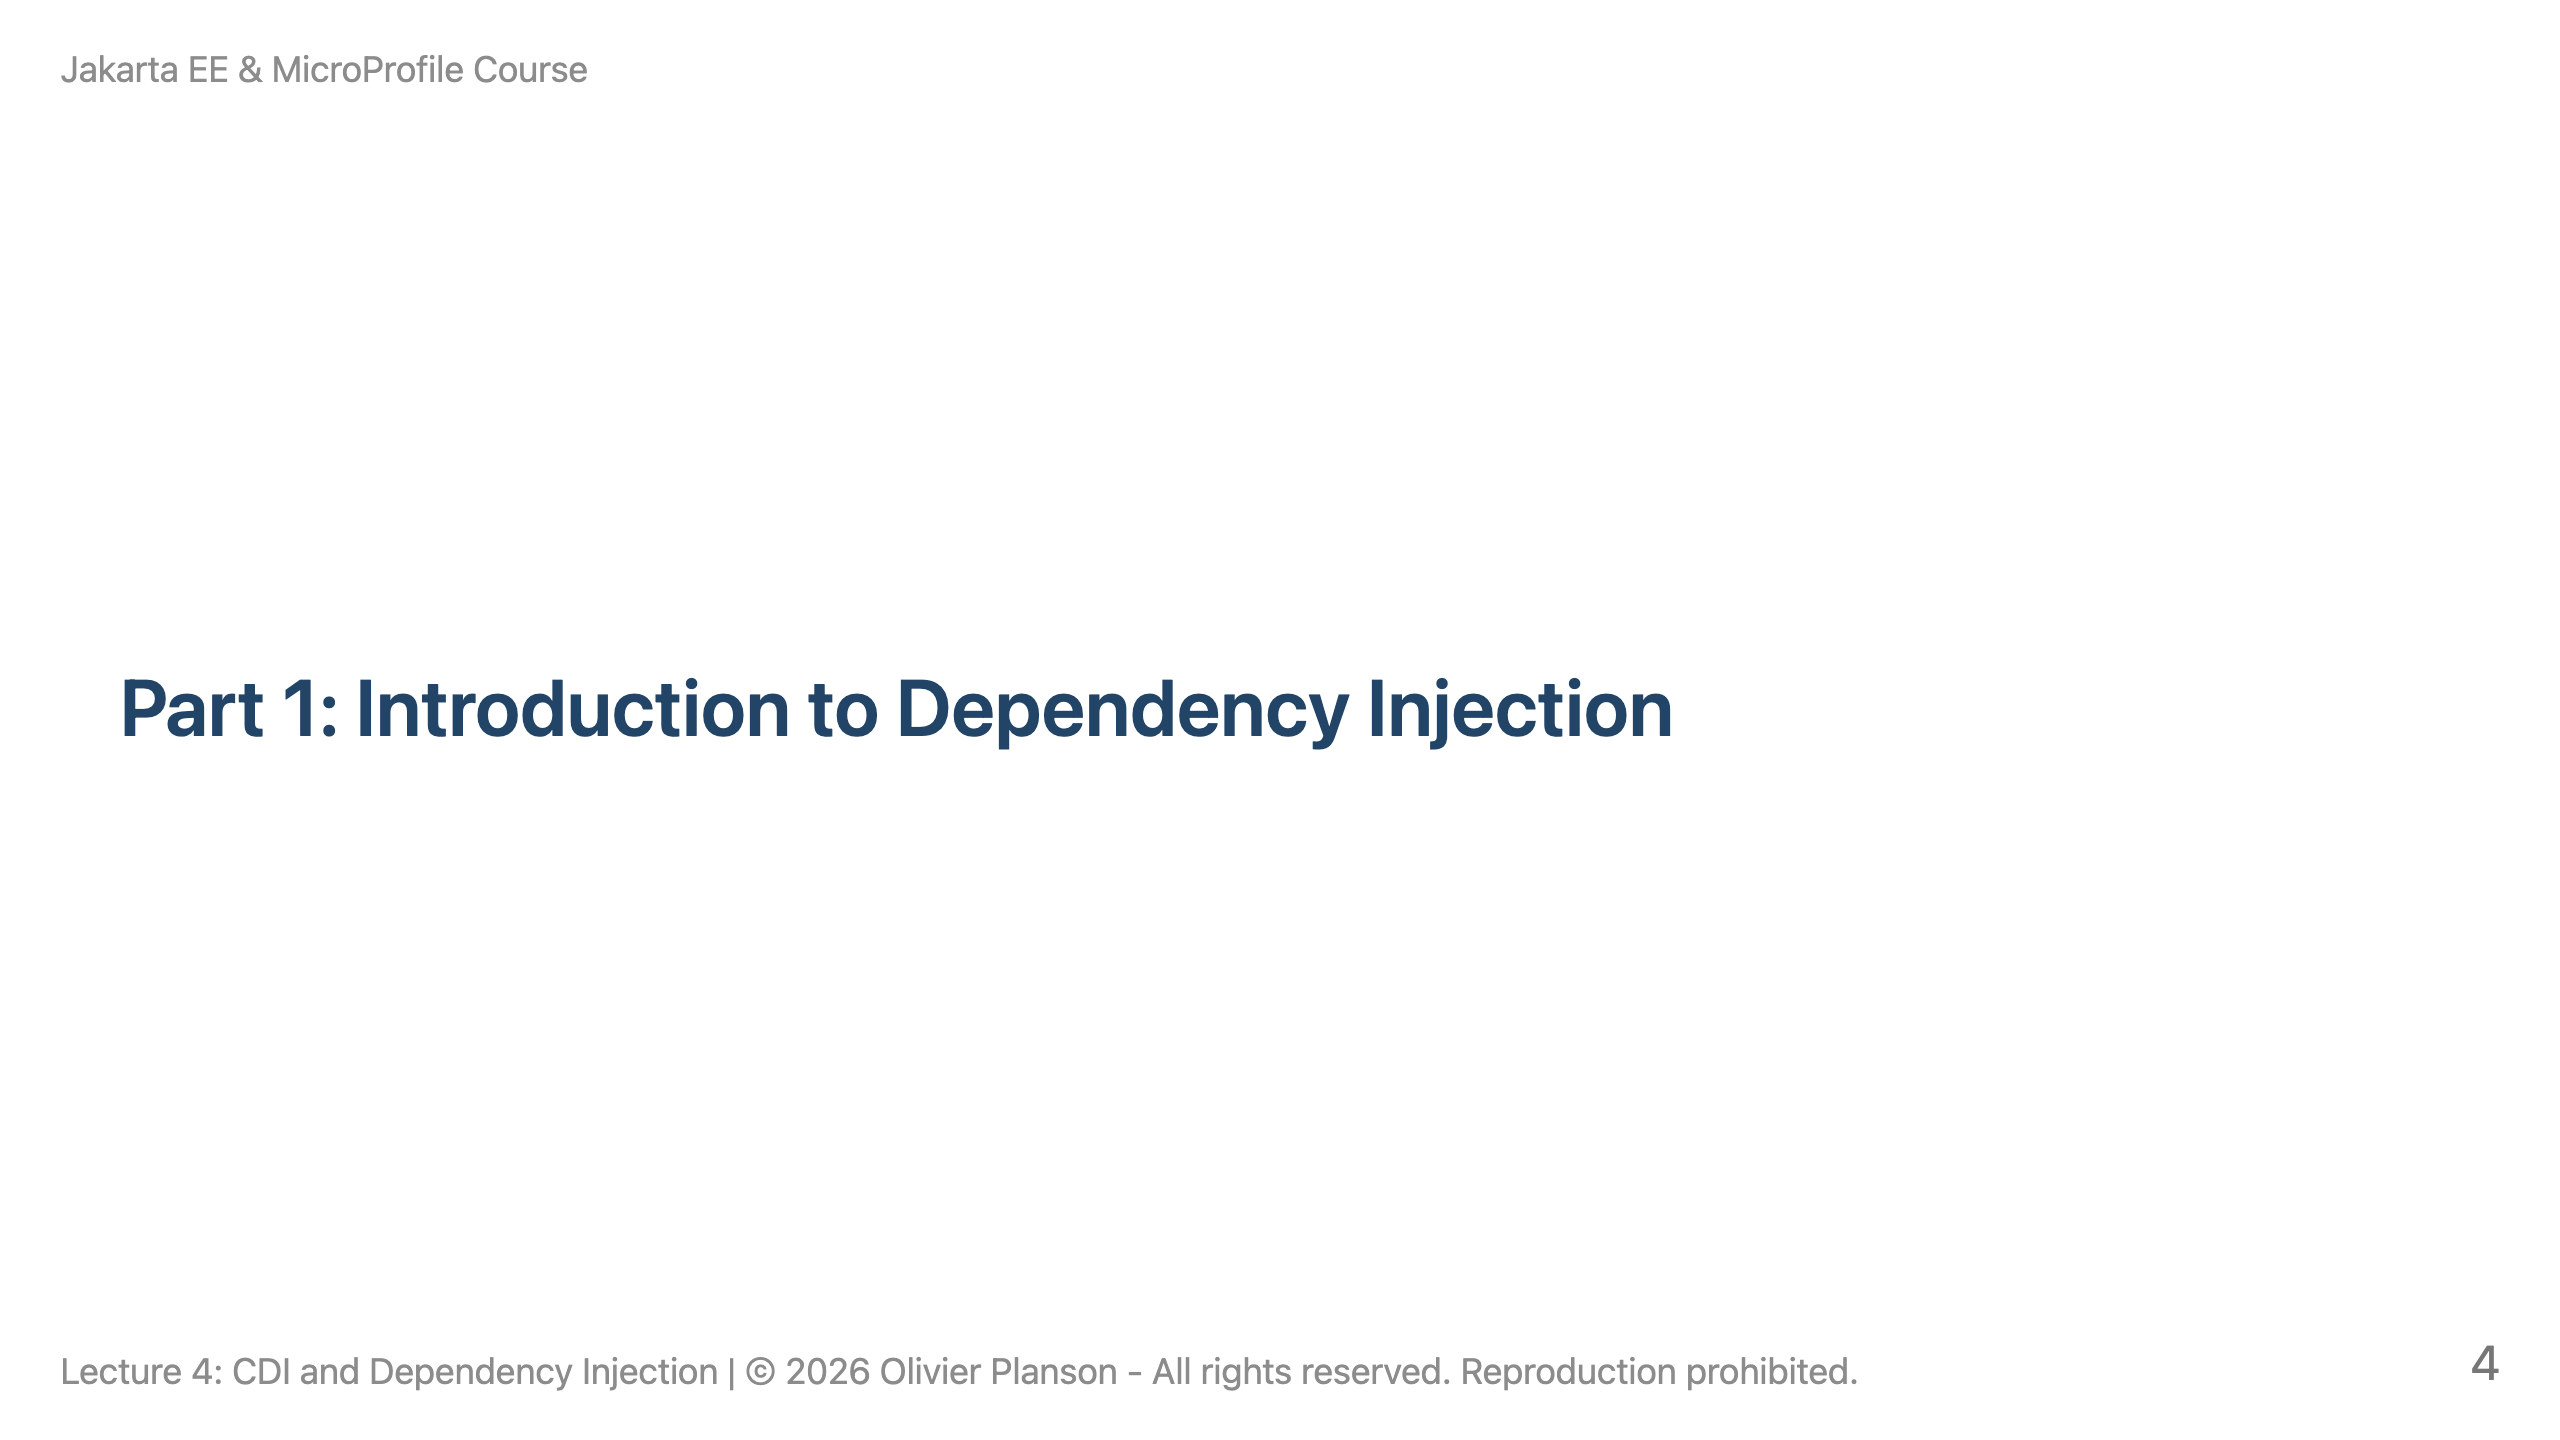 Jakarta EE & MicroProfile Course
Part 1: Introduction to Dependency Injection
Lecture 4: CDI and Dependency Injection | © 2026 Olivier Planson - All rights reserved. Reproduction prohibited.
4